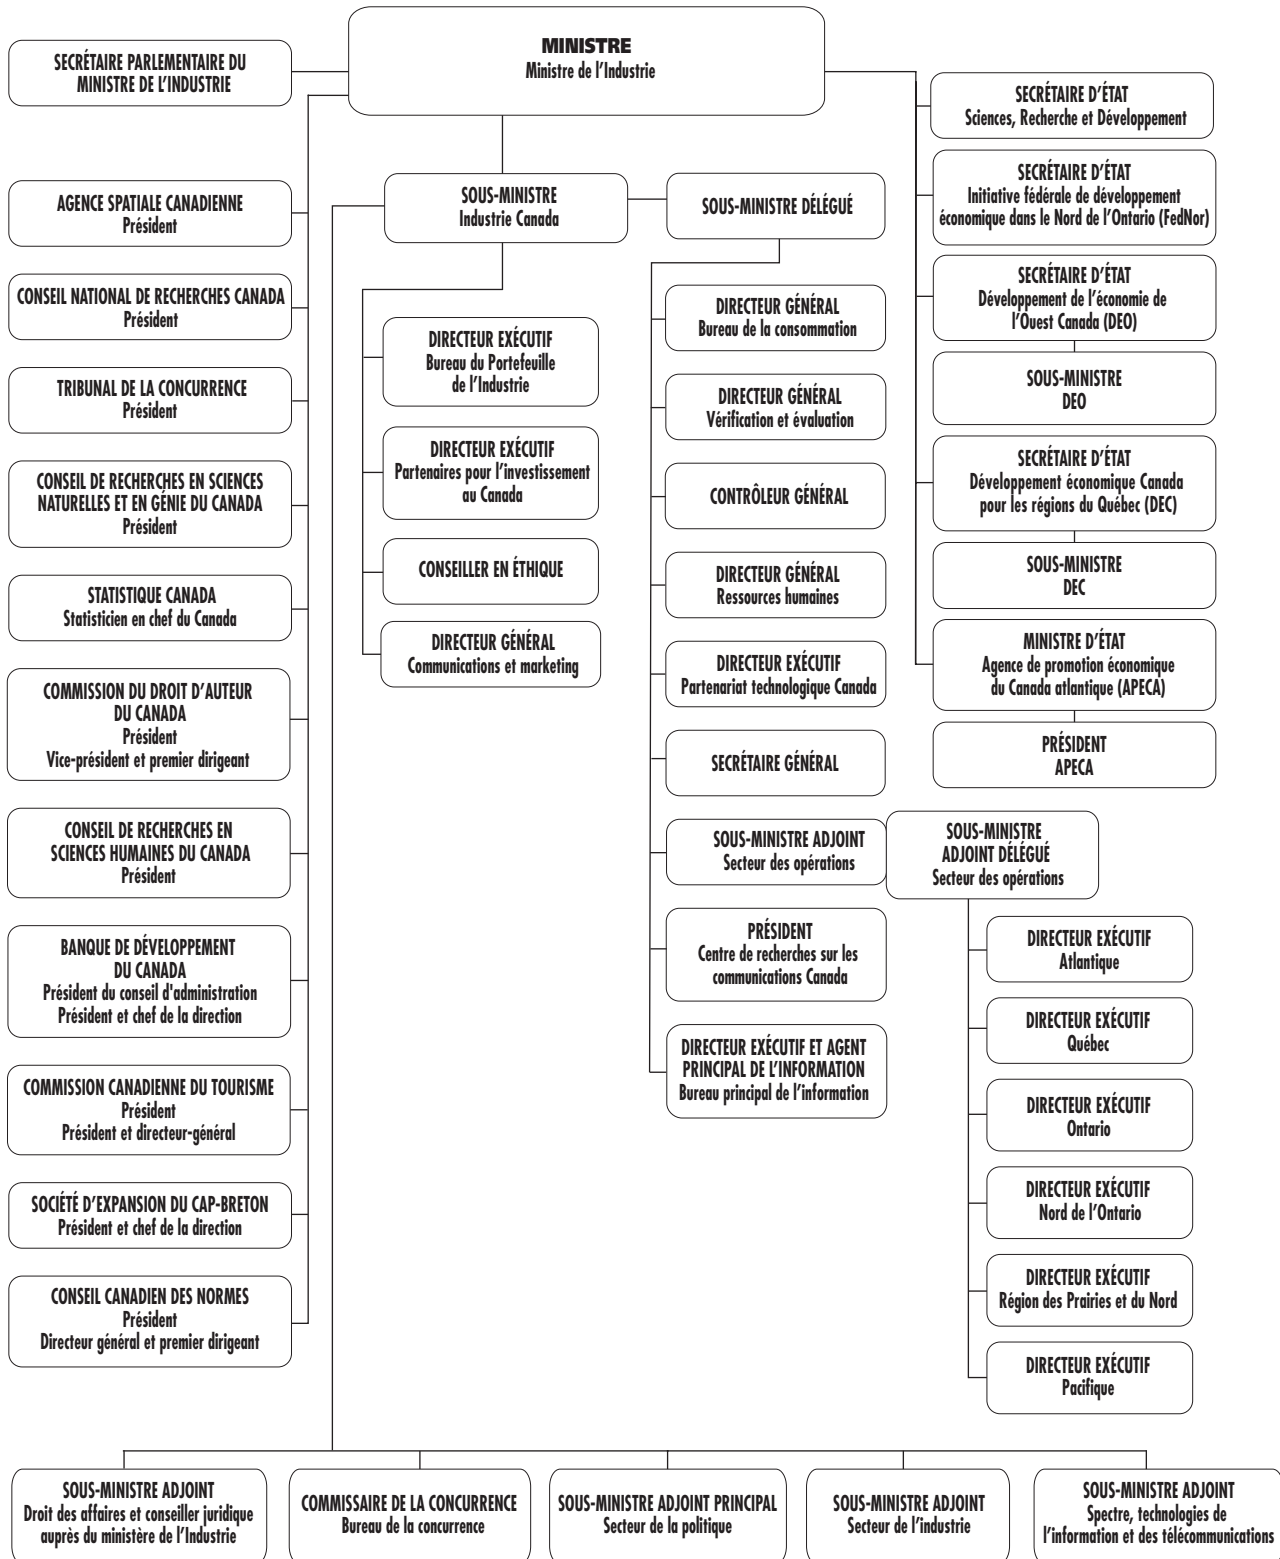 MINISTRE
Ministre de l'Industrie
SECRÉTAIRE PARLEMENTAIRE DU
MINISTRE DE L'INDUSTRIE
AGENCE SPATIALE CANADIENNE
Président
CONSEIL NATIONAL DE RECHERCHES CANADA
Président
TRIBUNAL DE LA CONCURRENCE
Président
CONSEIL DE RECHERCHES EN SCIENCES
NATURELLES ET EN GÉNIE DU CANADA
Président
STATISTIQUE CANADA
Statisticien en chef du Canada
COMMISSION DU DROIT D'AUTEUR
DU CANADA
Président
Vice-président et premier dirigeant
CONSEIL DE RECHERCHES EN
SCIENCES HUMAINES DU CANADA
Président
BANQUE DE DÉVELOPPEMENT
DU CANADA
Président du conseil d'administration
Président et chef de la direction
COMMISSION CANADIENNE DU TOURISME
Président
Président et directeur-général
SOCIÉTÉ D'EXPANSION DU CAP-BRETON
Président et chef de la direction
CONSEIL CANADIEN DES NORMES
Président
Directeur général et premier dirigeant
SOUS-MINISTRE
Industrie Canada
DIRECTEUR EXÉCUTIF
Bureau du Portefeuille
de l'Industrie
DIRECTEUR EXÉCUTIF
Partenaires pour l'investissement
au Canada
CONSEILLER EN ÉTHIQUE
DIRECTEUR GÉNÉRAL
Communications et marketing
SOUS-MINISTRE DÉLÉGUÉ
DIRECTEUR GÉNÉRAL
Bureau de la consommation
DIRECTEUR GÉNÉRAL
Vérification et évaluation
CONTRÔLEUR GÉNÉRAL
DIRECTEUR GÉNÉRAL
Ressources humaines
DIRECTEUR EXÉCUTIF
Partenariat technologique Canada
SECRÉTAIRE GÉNÉRAL
SOUS-MINISTRE ADJOINT
Secteur des opérations
PRÉSIDENT
Centre de recherches sur les
communications Canada
DIRECTEUR EXÉCUTIF ET AGENT
PRINCIPAL DE L'INFORMATION
Bureau principal de l'information
SECRÉTAIRE D'ÉTAT
Sciences, Recherche et Développement
SECRÉTAIRE D'ÉTAT
Initiative fédérale de développement
économique dans le Nord de l'Ontario (FedNor)
SECRÉTAIRE D'ÉTAT
Développement de l'économie de
l'Ouest Canada (DEO)
SOUS-MINISTRE
DEO
SECRÉTAIRE D'ÉTAT
Développement économique Canada
pour les régions du Québec (DEC)
SOUS-MINISTRE
DEC
MINISTRE D'ÉTAT
Agence de promotion économique
du Canada atlantique (APECA)
PRÉSIDENT
APECA
SOUS-MINISTRE
ADJOINT DÉLÉGUÉ
Secteur des opérations
DIRECTEUR EXÉCUTIF
Atlantique
DIRECTEUR EXÉCUTIF
Québec
DIRECTEUR EXÉCUTIF
Ontario
DIRECTEUR EXÉCUTIF
Nord de l'Ontario
DIRECTEUR EXÉCUTIF
Région des Prairies et du Nord
DIRECTEUR EXÉCUTIF
Pacifique
SOUS-MINISTRE ADJOINT
Droit des affaires et conseiller juridique
auprès du ministère de l'Industrie
COMMISSAIRE DE LA CONCURRENCE
Bureau de la concurrence
SOUS-MINISTRE ADJOINT PRINCIPAL
Secteur de la politique
SOUS-MINISTRE ADJOINT
Secteur de l'industrie
SOUS-MINISTRE ADJOINT
Spectre, technologies de
l'information et des télécommunications